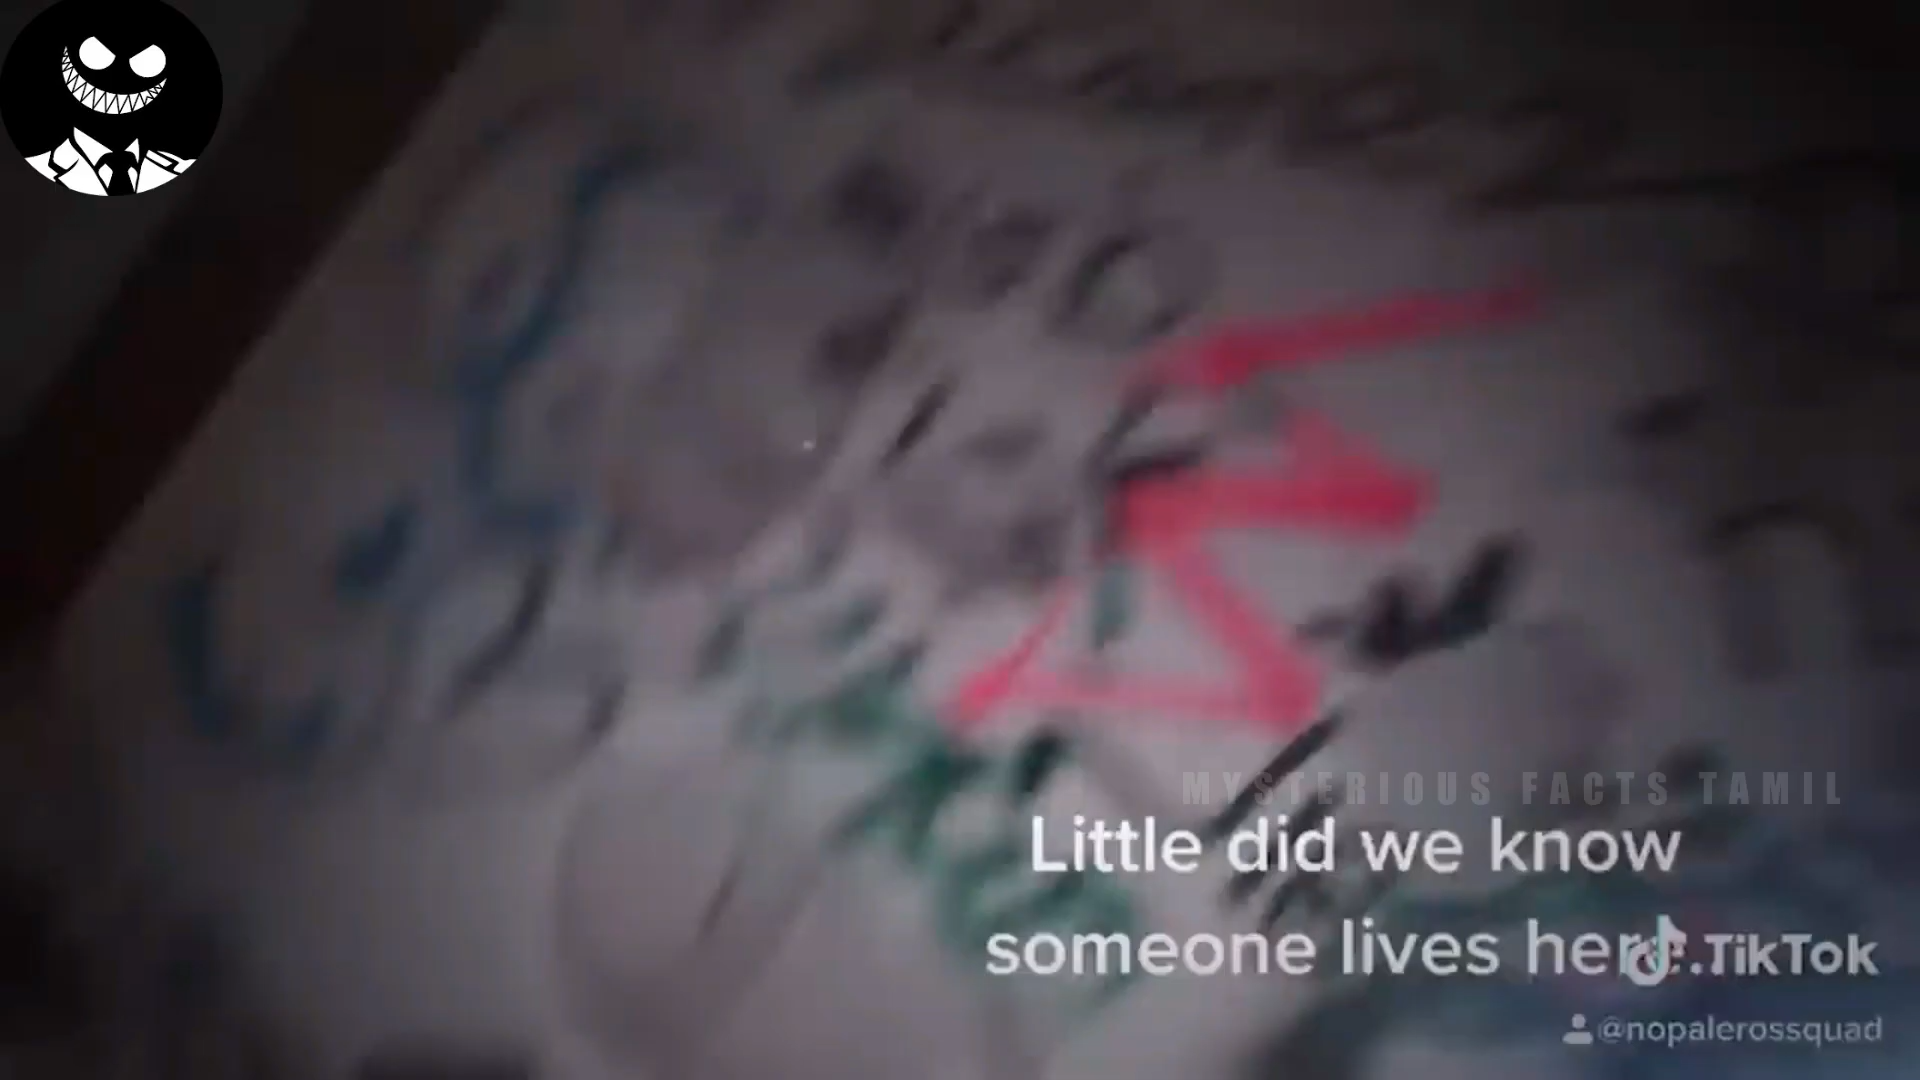 MYSTERIOUS FACTS TAMIL
Little did we know
someone lives here..
TikTok
@nopalerossquad